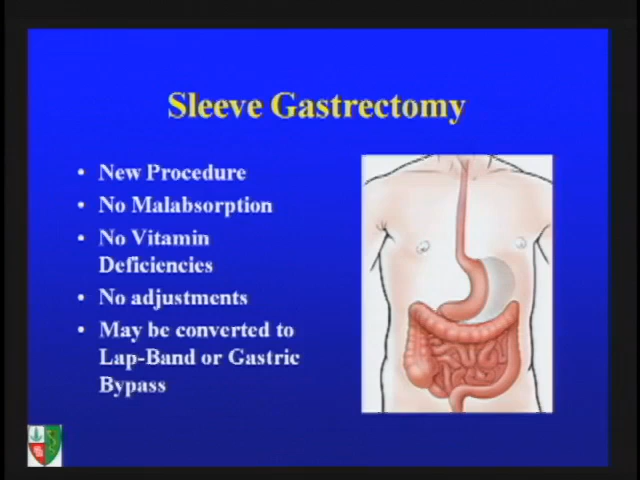 Sleeve Gastrectomy
• New Procedure
• No Malabsorption
• No Vitamin
Deficiencies
• No adjustments
• May be converted to
Lap-Band or Gastric
Bypass